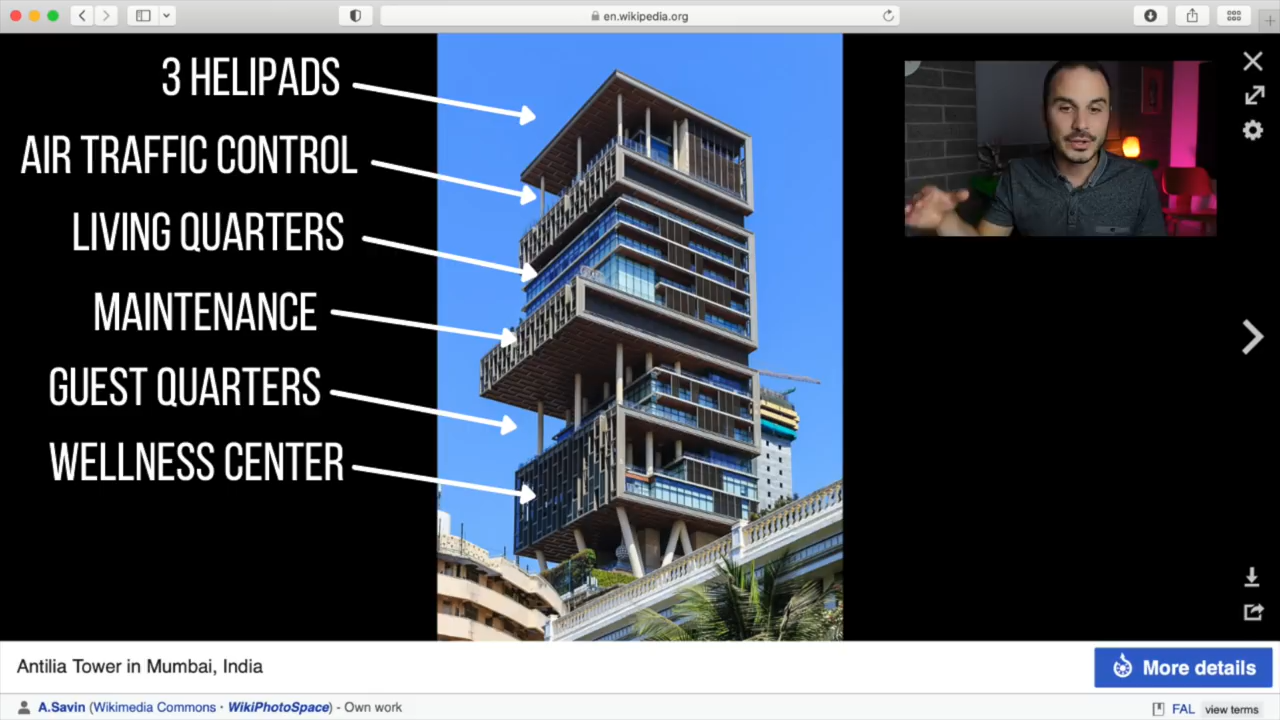 en.wikipedia.org
3 HELIPADS
AIR TRAFFIC CONTROL
LIVING QUARTERS
MAINTENANCE
GUEST QUARTERS
WELLNESS CENTER
Antilia Tower in Mumbai, India
More details
A.Savin (Wikimedia Commons · WikiPhotoSpace) - Own work
FAL view terms